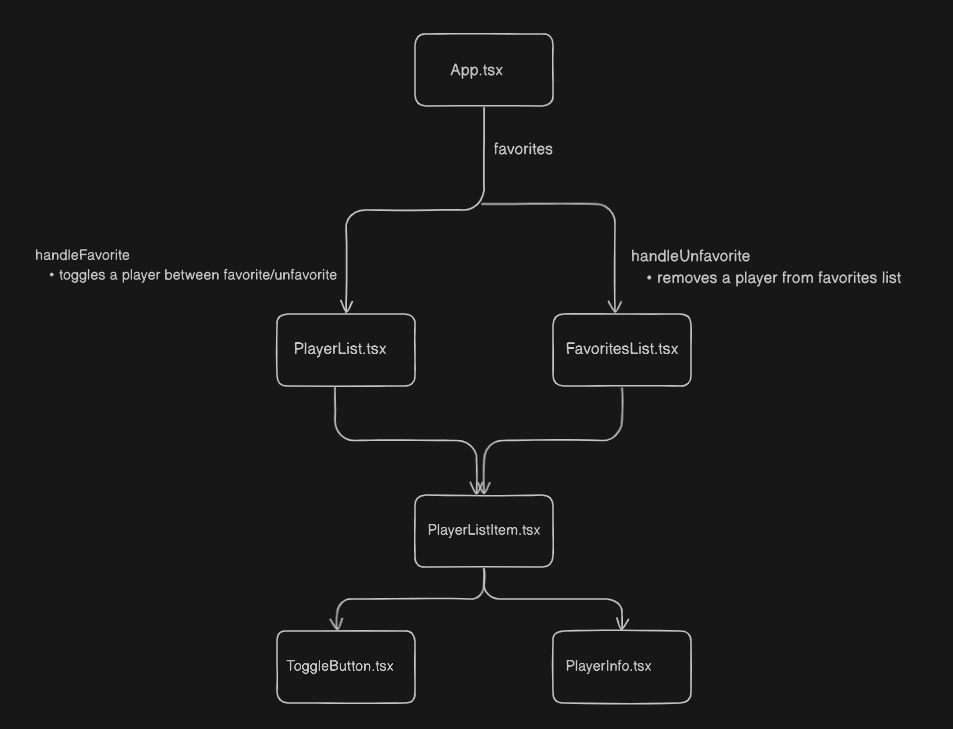 App.tsx
favorites
handleFavorite
• toggles a player between favorite/unfavorite
handleUnfavorite
• removes a player from favorites list
PlayerList.tsx
FavoritesList.tsx
PlayerListItem.tsx
ToggleButton.tsx
PlayerInfo.tsx